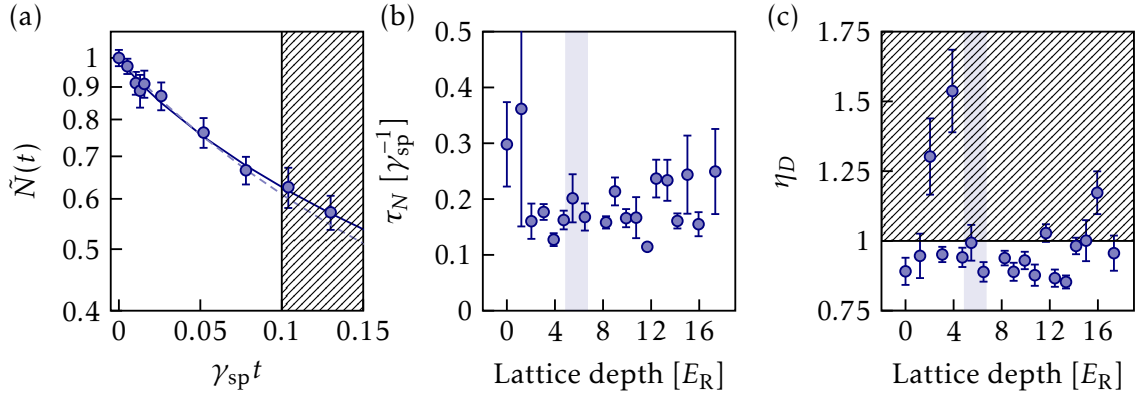 (a)
1
0.9
0.8
0.7
0.6
0.5
0.4
Ñ(t)
0
0.05
0.1
0.15
γ_sp t
(b)
0.5
0.4
0.3
0.2
0.1
0
τ_N [γ_sp^−1]
0 4 8 12 16
Lattice depth [E_R]
(c)
1.75
1.5
1.25
1
0.75
η_D
0 4 8 12 16
Lattice depth [E_R]